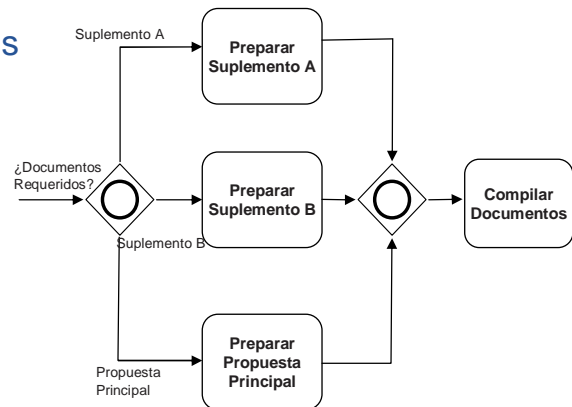 s
Suplemento A
Preparar
Suplemento A
¿Documentos
Requeridos?
Preparar
Suplemento B
Compilar
Documentos
Suplemento B
Preparar
Propuesta
Principal
Propuesta
Principal